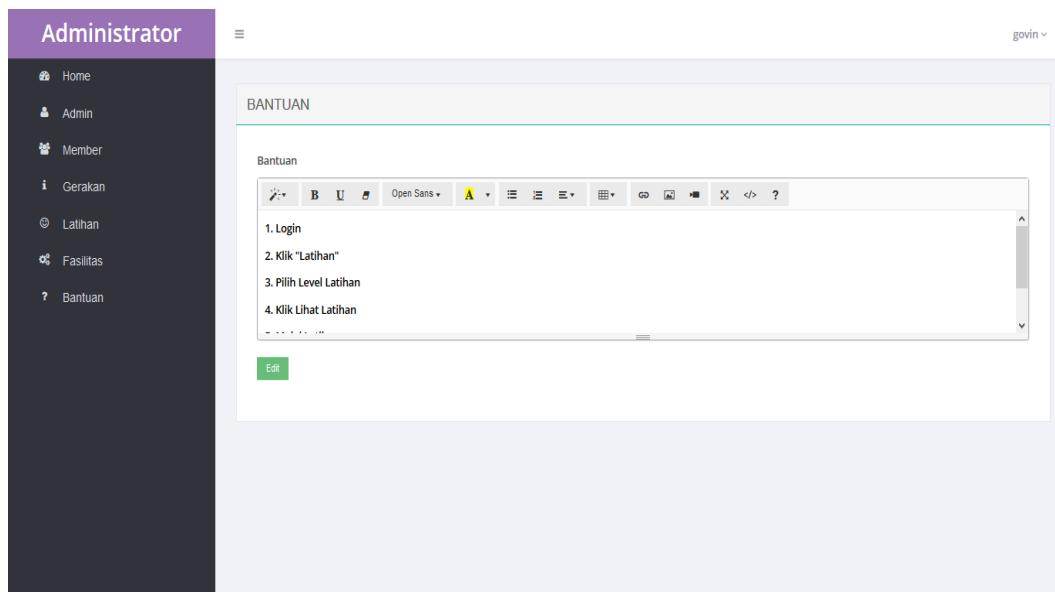 Administrator
govin
Home
Admin
Member
Gerakan
Latihan
Fasilitas
Bantuan
BANTUAN
Bantuan
B U Open Sans A </> ?
1. Login
2. Klik "Latihan"
3. Pilih Level Latihan
4. Klik Lihat Latihan
Edit